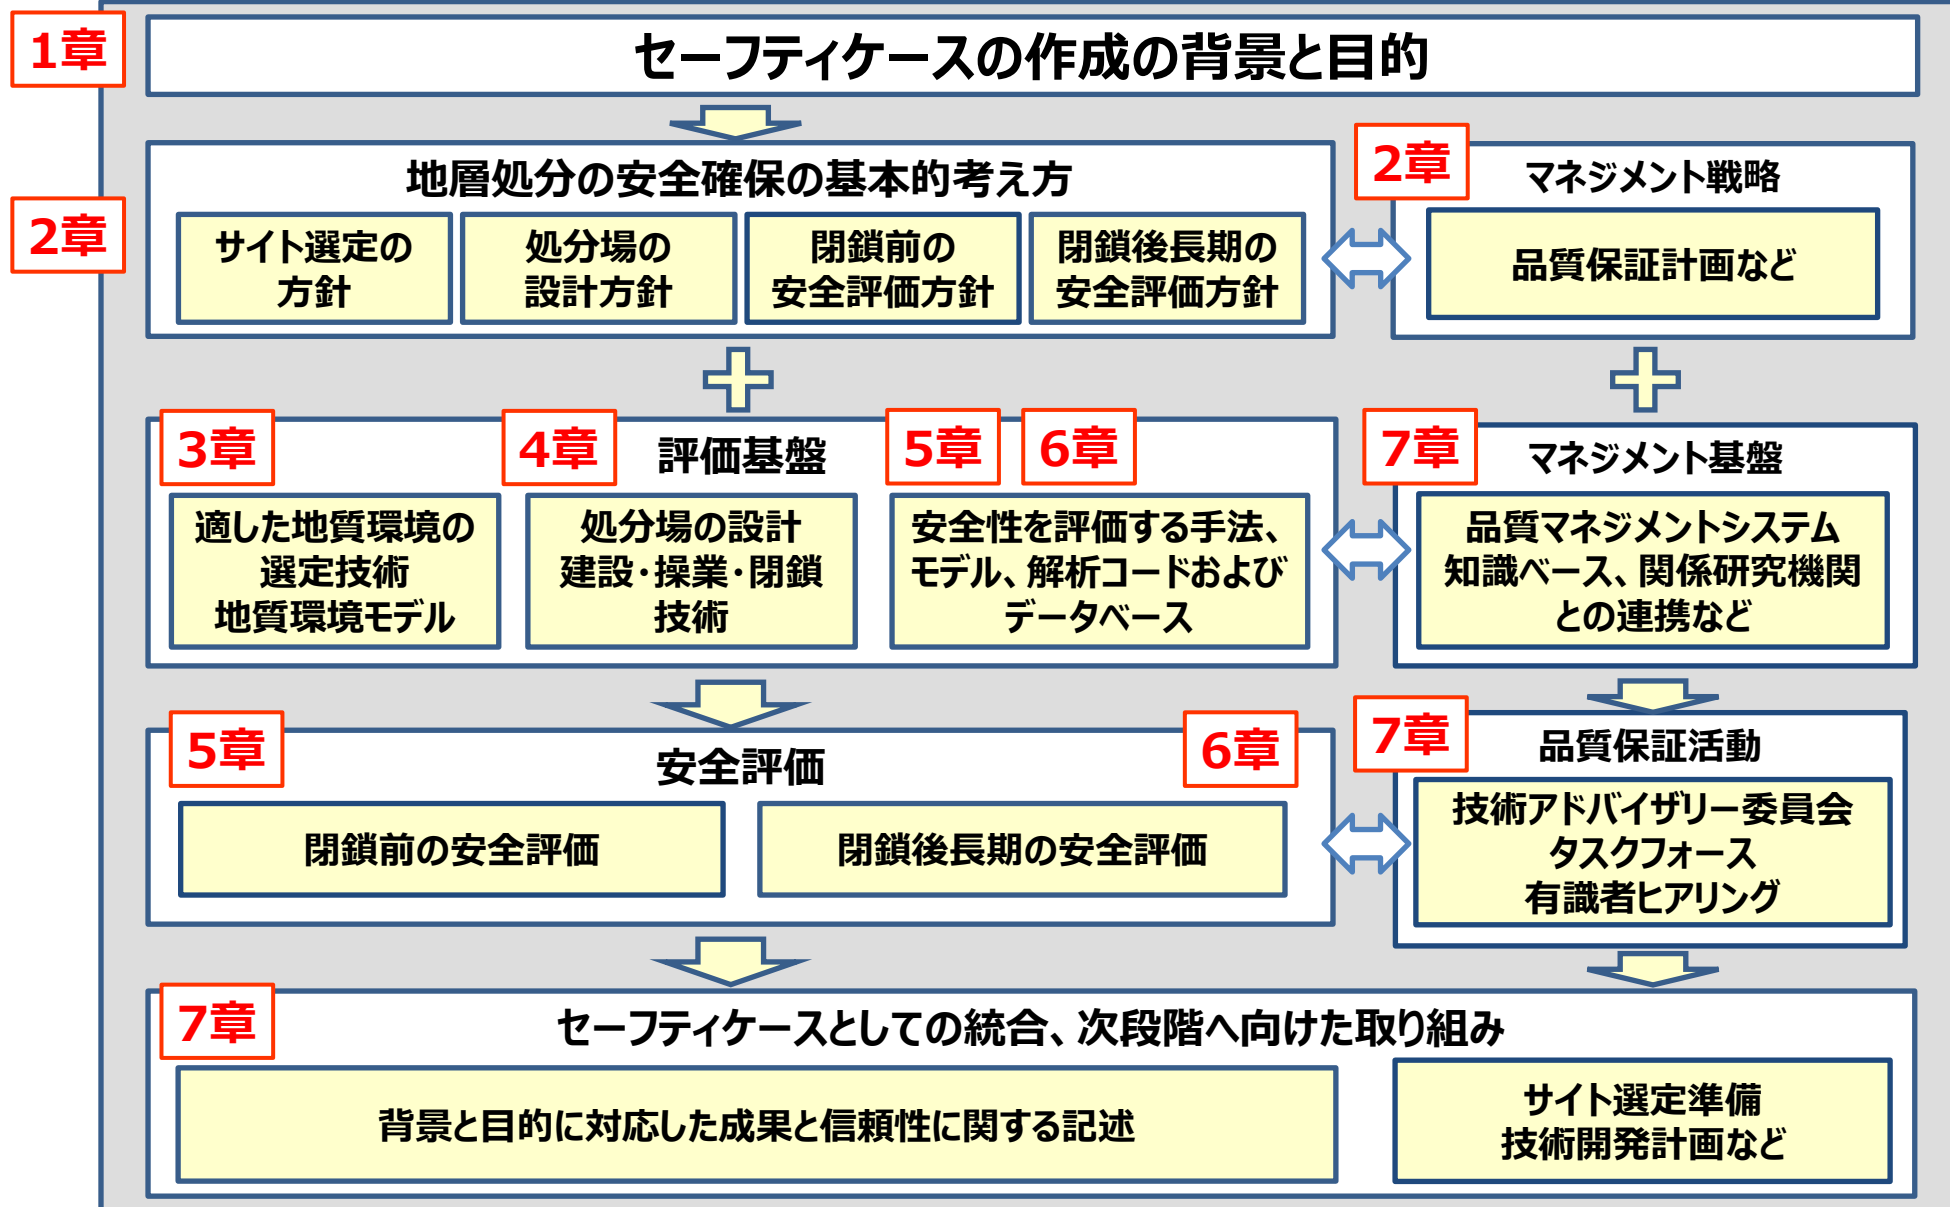 1章
セーフティケースの作成の背景と目的
2章
地層処分の安全確保の基本的考え方
サイト選定の
方針
処分場の
設計方針
閉鎖前の
安全評価方針
閉鎖後長期の
安全評価方針
2章
マネジメント戦略
品質保証計画など
3章
4章
評価基盤
5章
6章
適した地質環境の
選定技術
地質環境モデル
処分場の設計
建設・操業・閉鎖
技術
安全性を評価する手法、
モデル、解析コードおよび
データベース
7章
マネジメント基盤
品質マネジメントシステム
知識ベース、関係研究機関
との連携など
5章
安全評価
6章
閉鎖前の安全評価
閉鎖後長期の安全評価
7章
品質保証活動
技術アドバイザリー委員会
タスクフォース
有識者ヒアリング
7章
セーフティケースとしての統合、次段階へ向けた取り組み
背景と目的に対応した成果と信頼性に関する記述
サイト選定準備
技術開発計画など